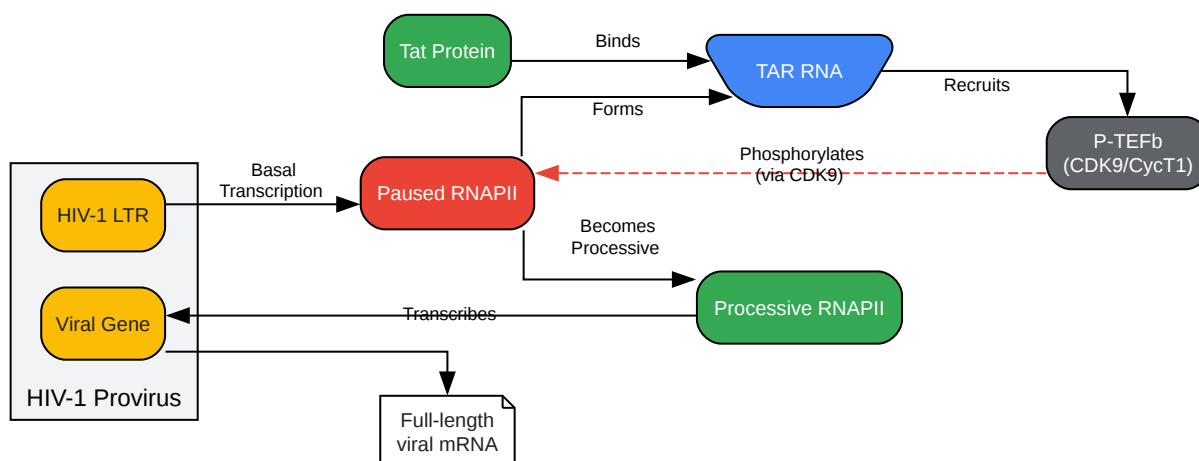 Tat Protein
Binds
TAR RNA
Recruits
Forms
P-TEFb
(CDK9/CycT1)
Phosphorylates
(via CDK9)
Basal
Transcription
Paused RNAPII
HIV-1 LTR
Becomes
Processive
Processive RNAPII
Transcribes
Viral Gene
HIV-1 Provirus
Full-length
viral mRNA